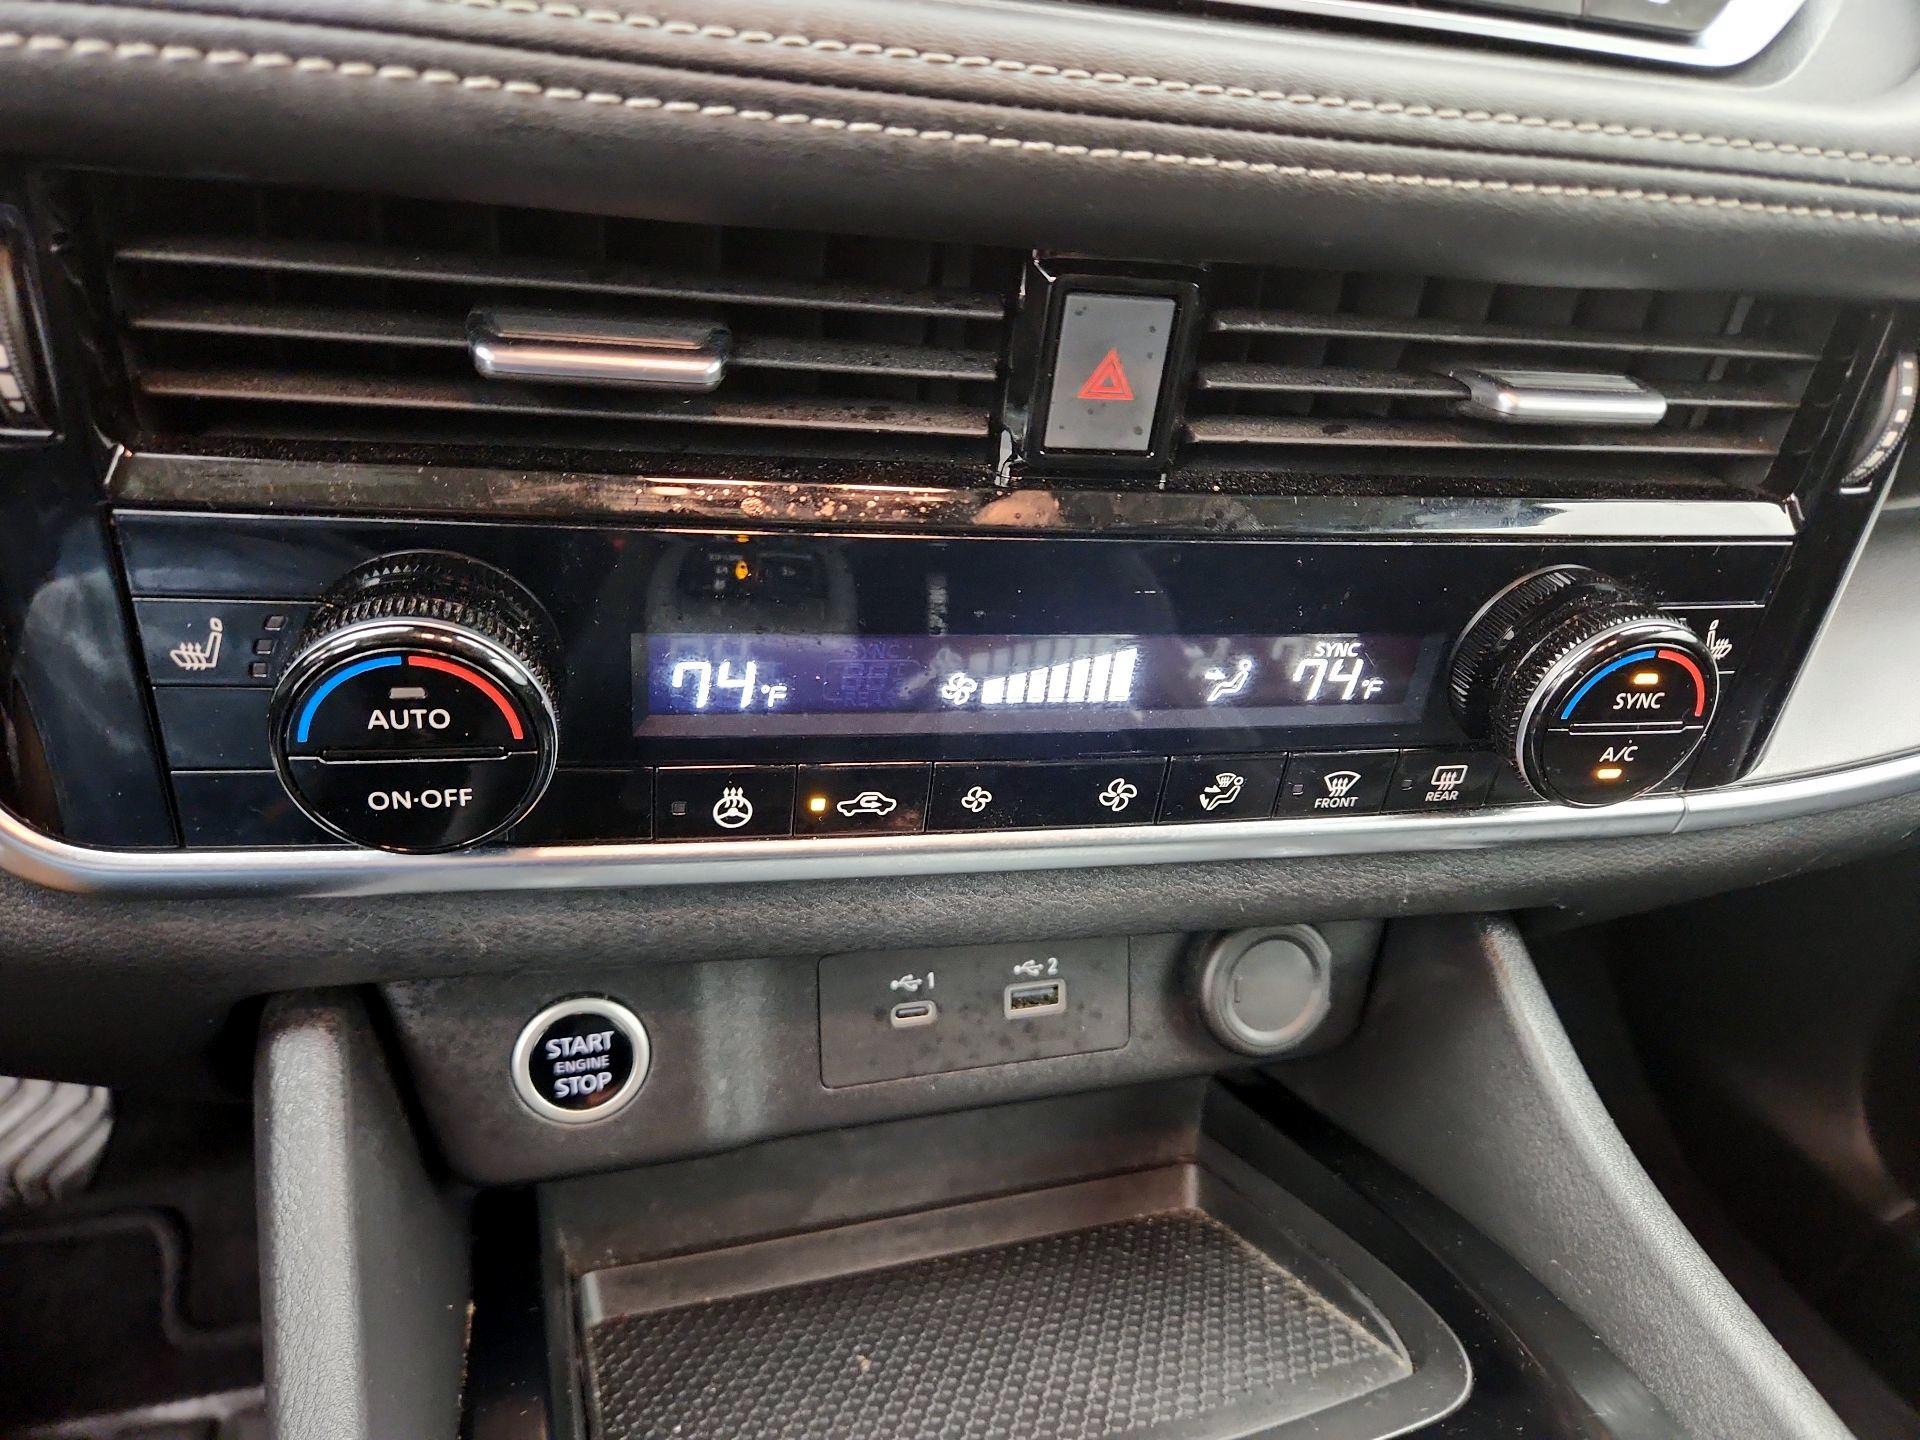 SYNC
74°F
74°F
AUTO
ON·OFF
SYNC
A/C
FRONT
REAR
1
2
START
ENGINE
STOP